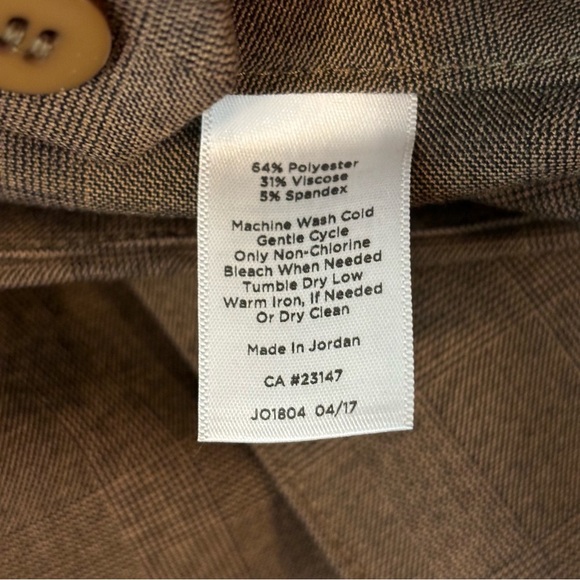 64% Polyester
31% Viscose
5% Spandex
Machine Wash Cold
Gentle Cycle
Only Non-Chlorine
Bleach When Needed
Tumble Dry Low
Warm Iron, If Needed
Or Dry Clean
Made In Jordan
CA #23147
JO1804 04/17